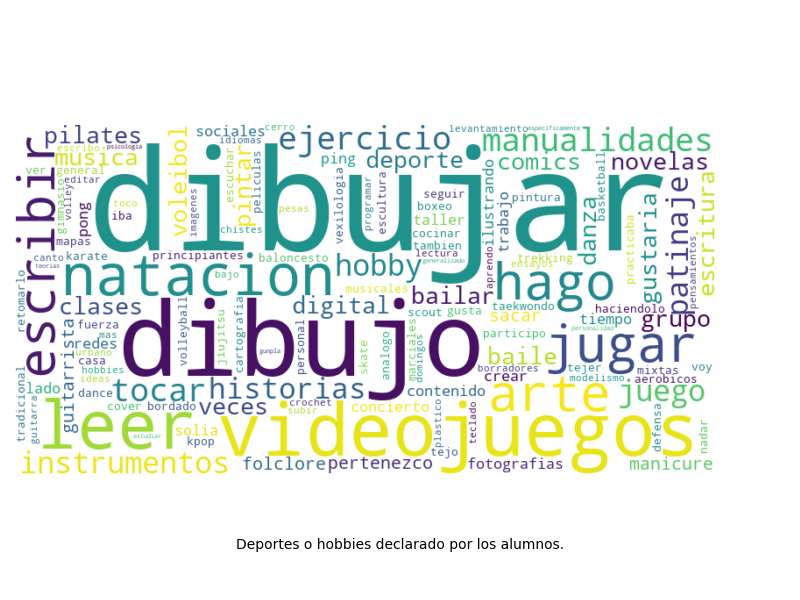 sociales cerro levantamiento especificamente
pilates ejercicio manualidades
idiomas
escribo psicologia
musica ping deporte comics novelas
ver general
editar
dibujar
escribir
voleibol
pintar
imagenes
escuchar
peliculas
vexilologia
programar
escultura
seguir
boxeo
taller
cocinar
tambien
lectura
ilustrando
trabajo
pintura
danza
basketball
practicaba
gustaria
patinaje
pensamientos
escritura
gimnasio
volley
pong
toco
iba
pesas
chistes
mapas
canto karate principiantes baloncesto
teorias
natacion hobby hago
bajo musicales aprendo trekking
ensayos
generalizado
retomarlo
clases digital bailar taekwondo haciendolo
sacar tiempo grupo
scout gusta
fuerza
mas
redes
urbano
casa
hobbies
ideas
guitarrista
volleyball
jiujitsu
cartografia
dibujo
gunpla
personal
skate
analogo
marciales
domingos
participo
personalidad
jugar
baile
borradores
tejer mixtas voy
crear modelismo aerobicos
lado dance tocar historias contenido arte juego
tradicional
guitarra
cover bordado veces crochet concierto
subir
leer solia videojuegos
estudiar kpop
plastico
teclado
tejo
defensa
nadar
instrumentos folclore pertenezco fotografias manicure
Deportes o hobbies declarado por los alumnos.